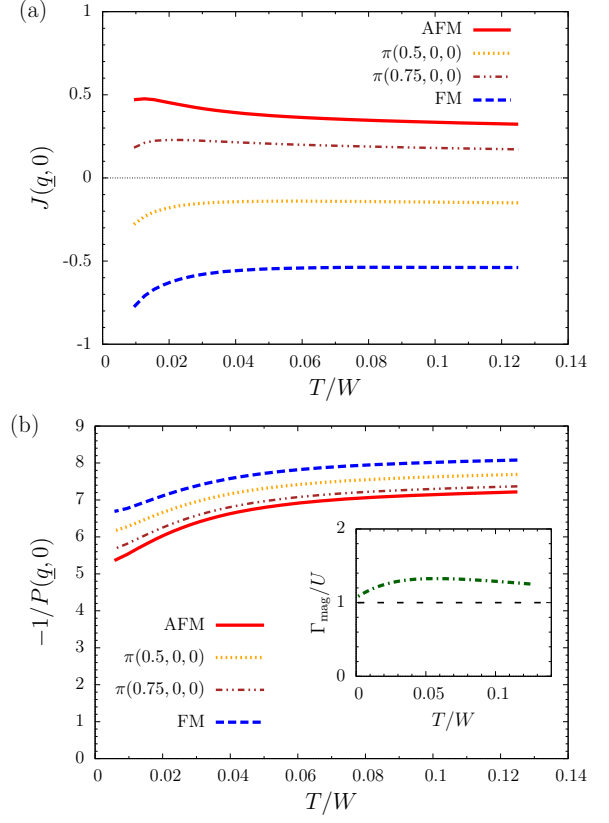 (a)
1
0.5
0
-0.5
-1
J(q, 0)
AFM
π(0.5, 0, 0)
π(0.75, 0, 0)
FM
0 0.02 0.04 0.06 0.08 0.1 0.12 0.14
T/W
(b)
9
8
7
6
5
4
3
2
1
0
−1/P(q, 0)
AFM
π(0.5, 0, 0)
π(0.75, 0, 0)
FM
2
1
0
Γmag/U
0 0.05 0.1
T/W
0 0.02 0.04 0.06 0.08 0.1 0.12 0.14
T/W